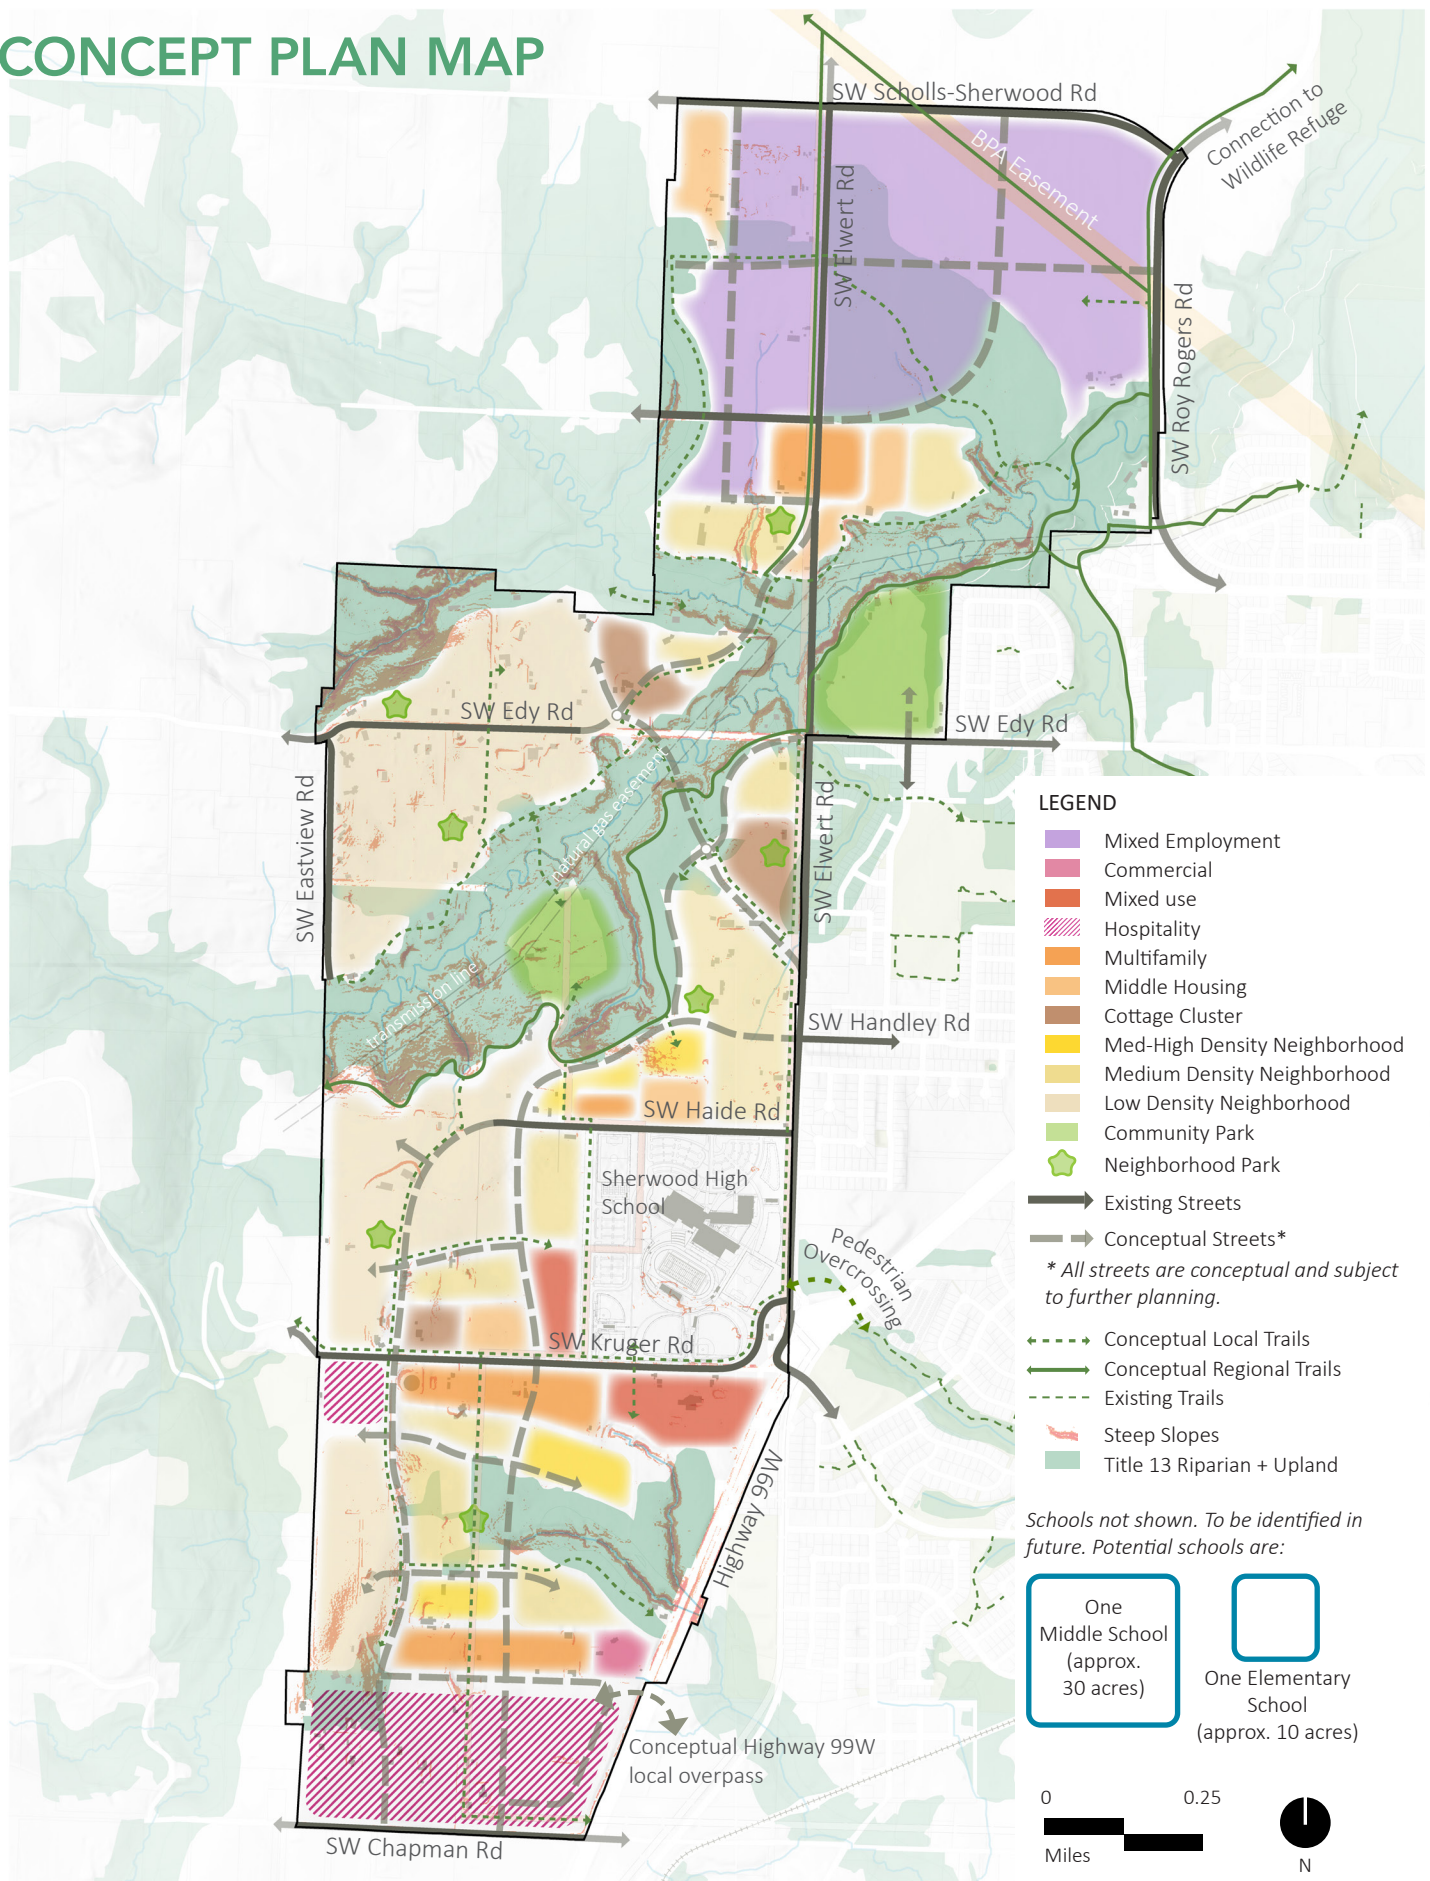 CONCEPT PLAN MAP
SW Scholls-Sherwood Rd
Connection to
Wildlife Refuge
BPA Easement
SW Elwert Rd
SW Roy Rogers Rd
SW Edy Rd
SW Edy Rd
natural gas easement
SW Eastview Rd
SW Elwert Rd
transmission line
SW Handley Rd
SW Haide Rd
Sherwood High
School
Pedestrian
Overcrossing
SW Kruger Rd
Highway 99W
Conceptual Highway 99W
local overpass
SW Chapman Rd
LEGEND
Mixed Employment
Commercial
Mixed use
Hospitality
Multifamily
Middle Housing
Cottage Cluster
Med-High Density Neighborhood
Medium Density Neighborhood
Low Density Neighborhood
Community Park
Neighborhood Park
Existing Streets
Conceptual Streets*
* All streets are conceptual and subject
to further planning.
Conceptual Local Trails
Conceptual Regional Trails
Existing Trails
Steep Slopes
Title 13 Riparian + Upland
Schools not shown. To be identified in
future. Potential schools are:
One
Middle School
(approx.
30 acres)
One Elementary
School
(approx. 10 acres)
0 0.25
Miles
N